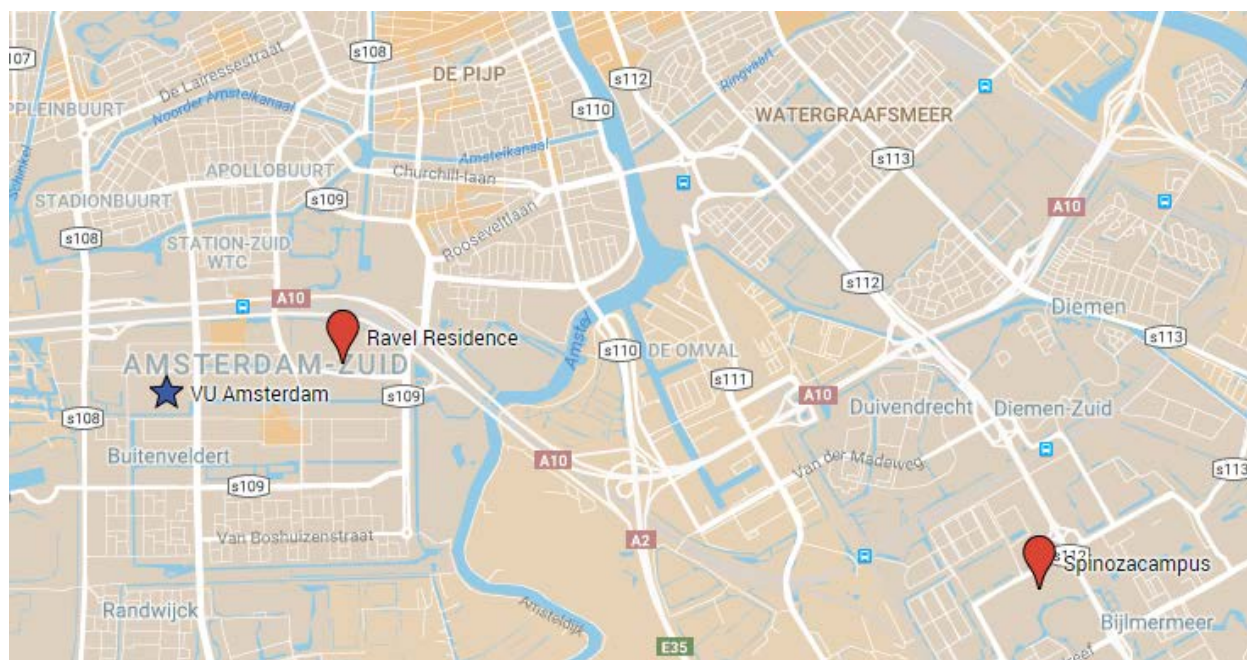 s108
107
De Lairessestraat
DE PIJP
s112
Ringvaart
PPLEINBUURT
Noorder Amstelkanaal
s110
WATERGRAAFSMEER
Schinkel
Amstelkanaal
s113
APOLLOBUURT
Churchill-laan
STADIONBUURT
s109
A10
s108
STATION-ZUID
WTC
Rooseveltlaan
s112
A10
Diemen
Ravel Residence
Amstel
s113
AMSTERDAM-ZUID
s110
DE OMVAL
s111
VU Amsterdam
s109
A10
Duivendrecht
Diemen-Zuid
s108
Buitenveldert
A10
Van der Madeweg
s113
s109
Van Boshuizenstraat
A2
s112
Spinozacampus
Randwijck
Amsteldijk
Bijlmermeer
E35